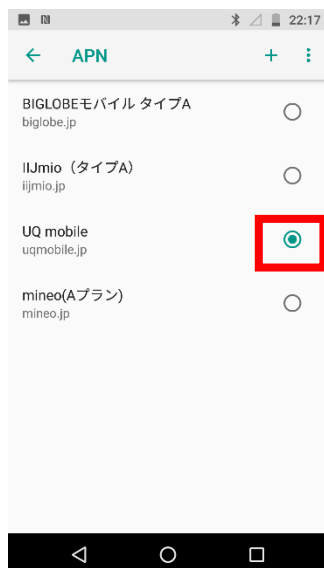 22:17
APN
BIGLOBEモバイル タイプA
biglobe.jp
IIJmio（タイプA）
iijmio.jp
UQ mobile
uqmobile.jp
mineo(Aプラン)
mineo.jp